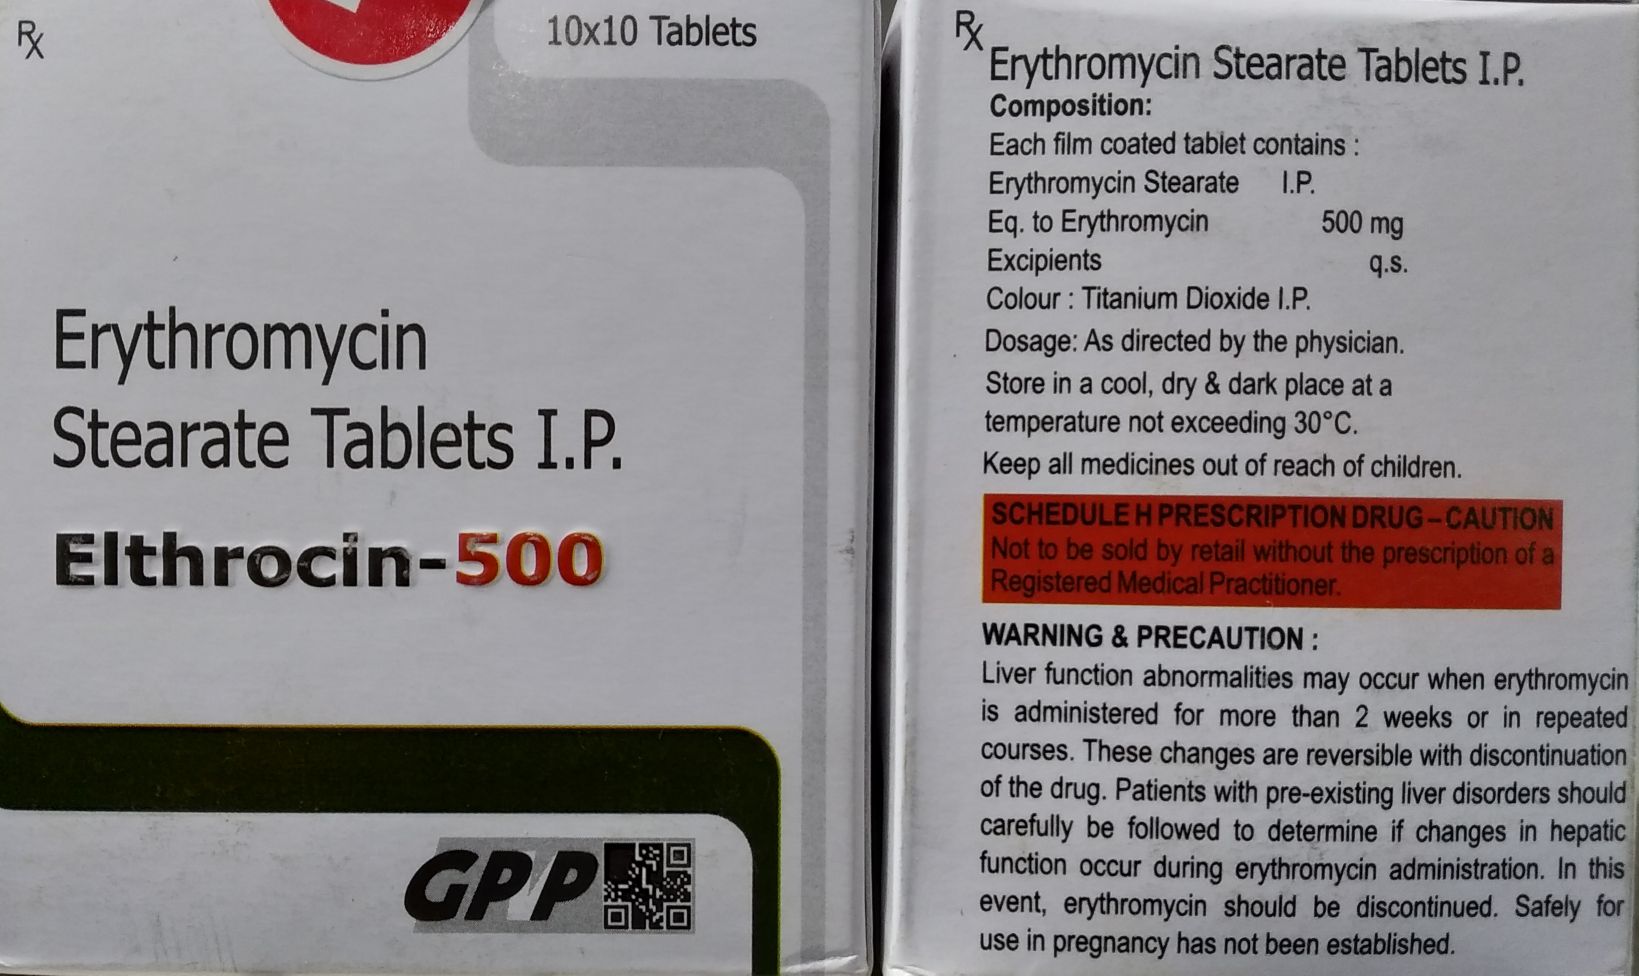 Rx
10x10 Tablets
Erythromycin
Stearate Tablets I.P.
Elthrocin-500
GPP
Rx
Erythromycin Stearate Tablets I.P.
Composition:
Each film coated tablet contains :
Erythromycin Stearate I.P.
Eq. to Erythromycin 500 mg
Excipients q.s.
Colour : Titanium Dioxide I.P.
Dosage: As directed by the physician.
Store in a cool, dry & dark place at a
temperature not exceeding 30°C.
Keep all medicines out of reach of children.
SCHEDULE H PRESCRIPTION DRUG – CAUTION
Not to be sold by retail without the prescription of a
Registered Medical Practitioner.
WARNING & PRECAUTION :
Liver function abnormalities may occur when erythromycin
is administered for more than 2 weeks or in repeated
courses. These changes are reversible with discontinuation
of the drug. Patients with pre-existing liver disorders should
carefully be followed to determine if changes in hepatic
function occur during erythromycin administration. In this
event, erythromycin should be discontinued. Safely for
use in pregnancy has not been established.